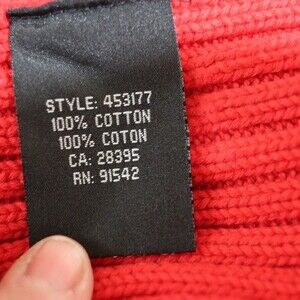 STYLE: 453177
100% COTTON
100% COTON
CA: 28395
RN: 91542